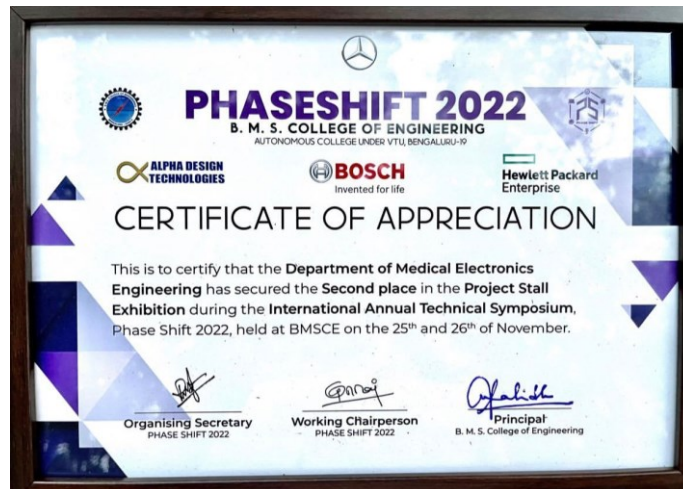 PHASESHIFT 2022
B. M. S. COLLEGE OF ENGINEERING
AUTONOMOUS COLLEGE UNDER VTU, BENGALURU-19
ALPHA DESIGN
TECHNOLOGIES
BOSCH
Invented for life
Hewlett Packard
Enterprise
CERTIFICATE OF APPRECIATION
This is to certify that the Department of Medical Electronics
Engineering has secured the Second place in the Project Stall
Exhibition during the International Annual Technical Symposium,
Phase Shift 2022, held at BMSCE on the 25th and 26th of November.
Organising Secretary
PHASE SHIFT 2022
Working Chairperson
PHASE SHIFT 2022
Principal
B. M. S. College of Engineering